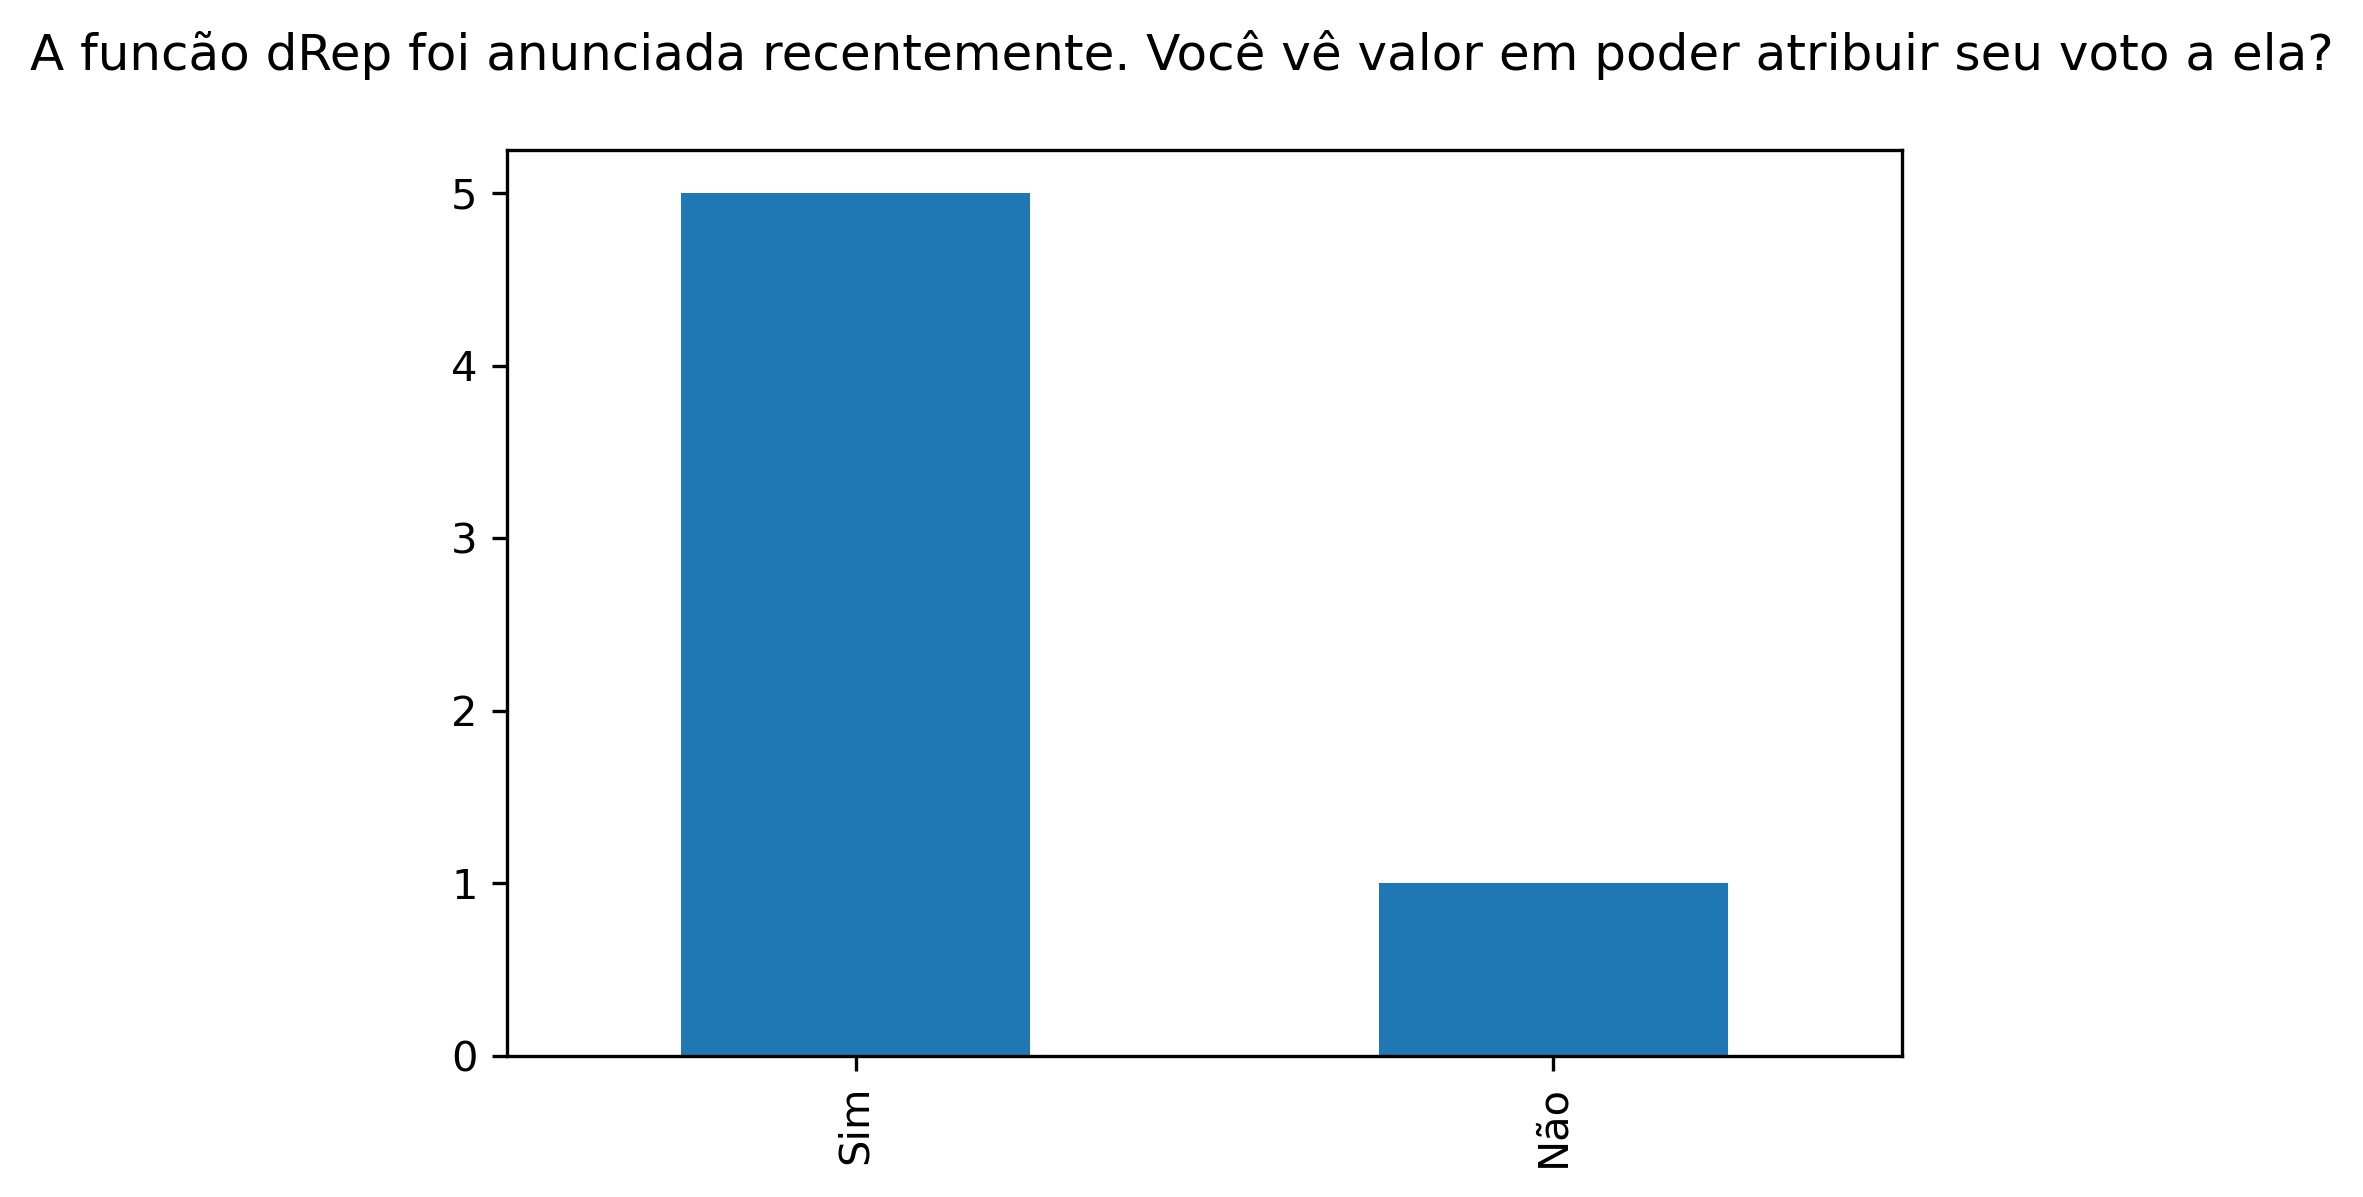 A funcão dRep foi anunciada recentemente. Você vê valor em poder atribuir seu voto a ela?
5
4
3
2
1
0
Sim
Não